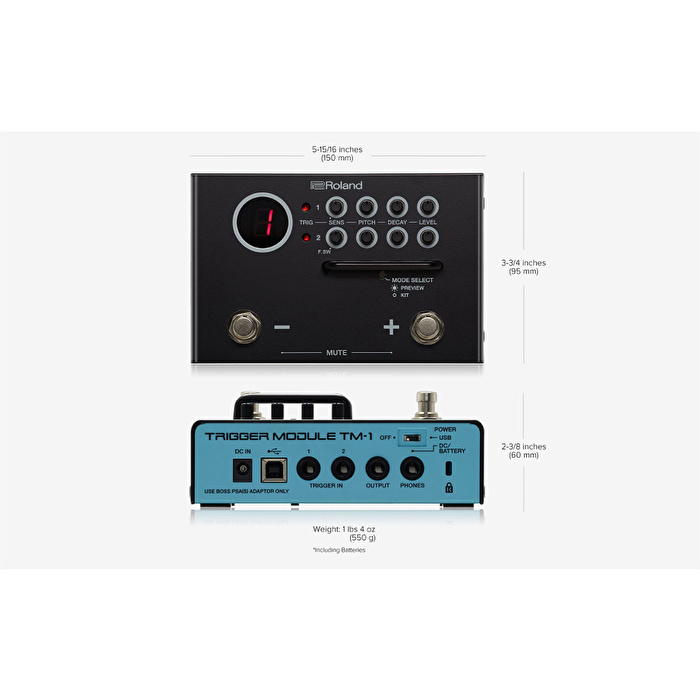 5-15/16 inches
(150 mm)
Roland
1
1
TRIG SENS PITCH DECAY LEVEL
2
F. SW
MODE SELECT
PREVIEW
KIT
3-3/4 inches
(95 mm)
− +
MUTE
TRIGGER MODULE TM-1
POWER
OFF USB
DC/
BATTERY
DC IN 1 2
TRIGGER IN OUTPUT PHONES
USE BOSS PSA(S) ADAPTOR ONLY
2-3/8 inches
(60 mm)
Weight: 1 lbs 4 oz
(550 g)
*Including Batteries